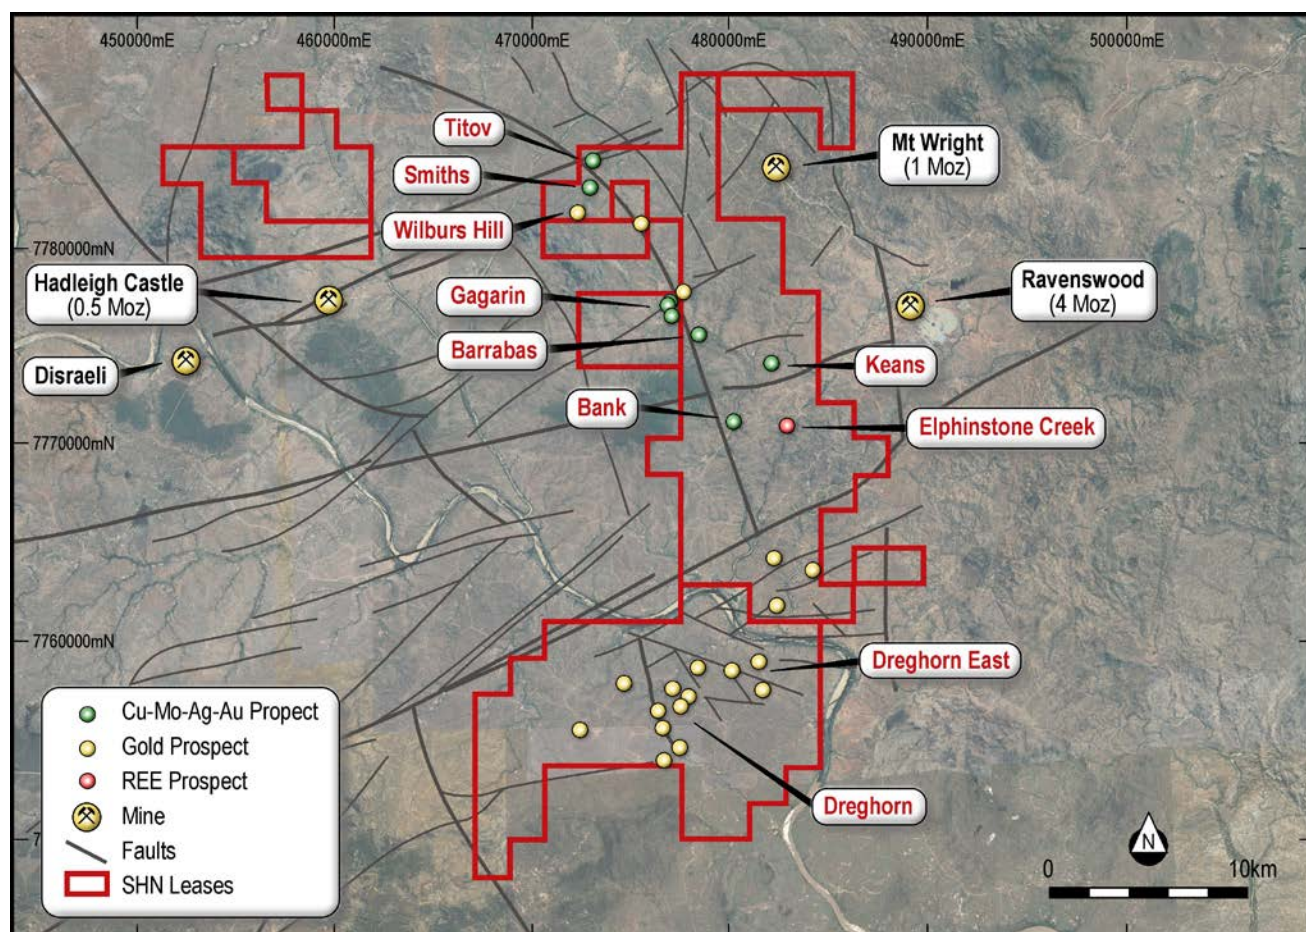 450000mE
460000mE
470000mE
480000mE
490000mE
500000mE
Titov
Mt Wright
(1 Moz)
Smiths
Wilburs Hill
7780000mN
Hadleigh Castle
(0.5 Moz)
Gagarin
Ravenswood
(4 Moz)
Barrabas
Disraeli
Keans
Bank
Elphinstone Creek
7770000mN
7760000mN
Dreghorn East
Cu-Mo-Ag-Au Propect
Gold Prospect
REE Prospect
Mine
Faults
SHN Leases
Dreghorn
N
0
10km